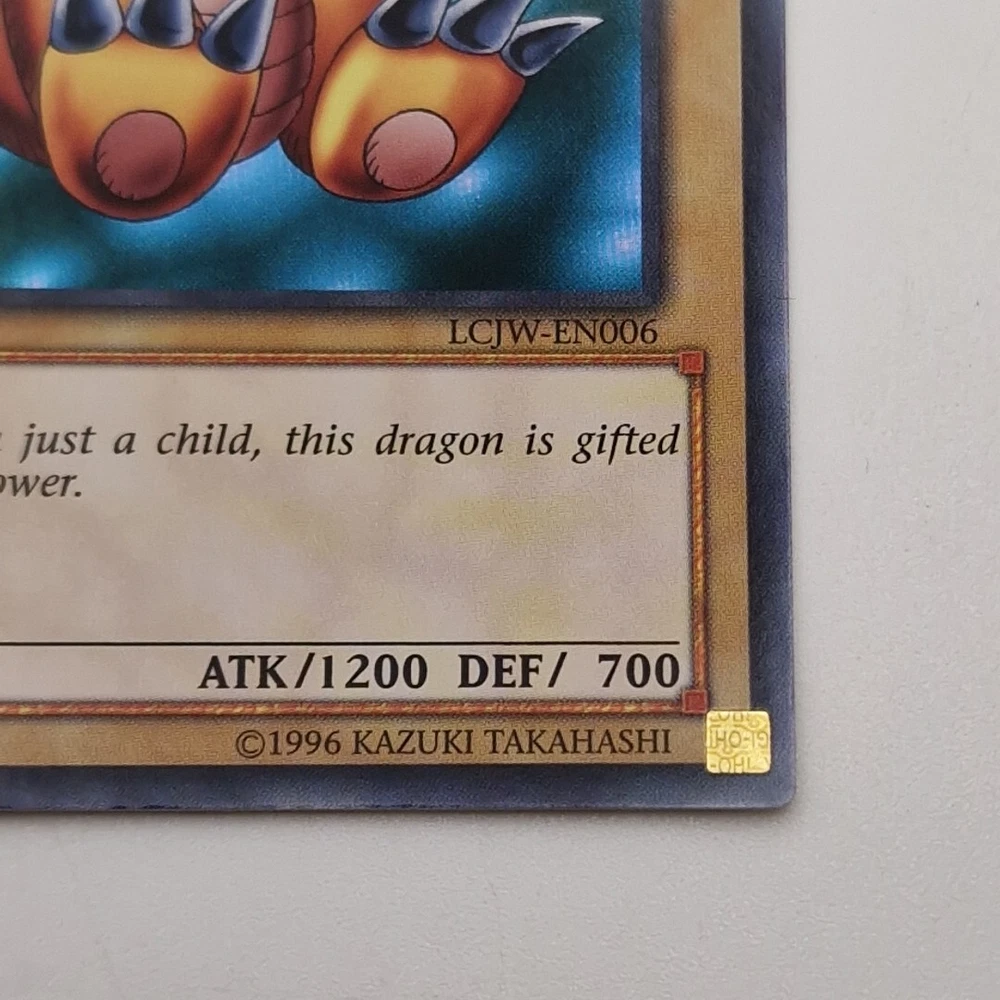 LCJW-EN006
just a child, this dragon is gifted
ower.
ATK/1200 DEF/ 700
©1996 KAZUKI TAKAHASHI